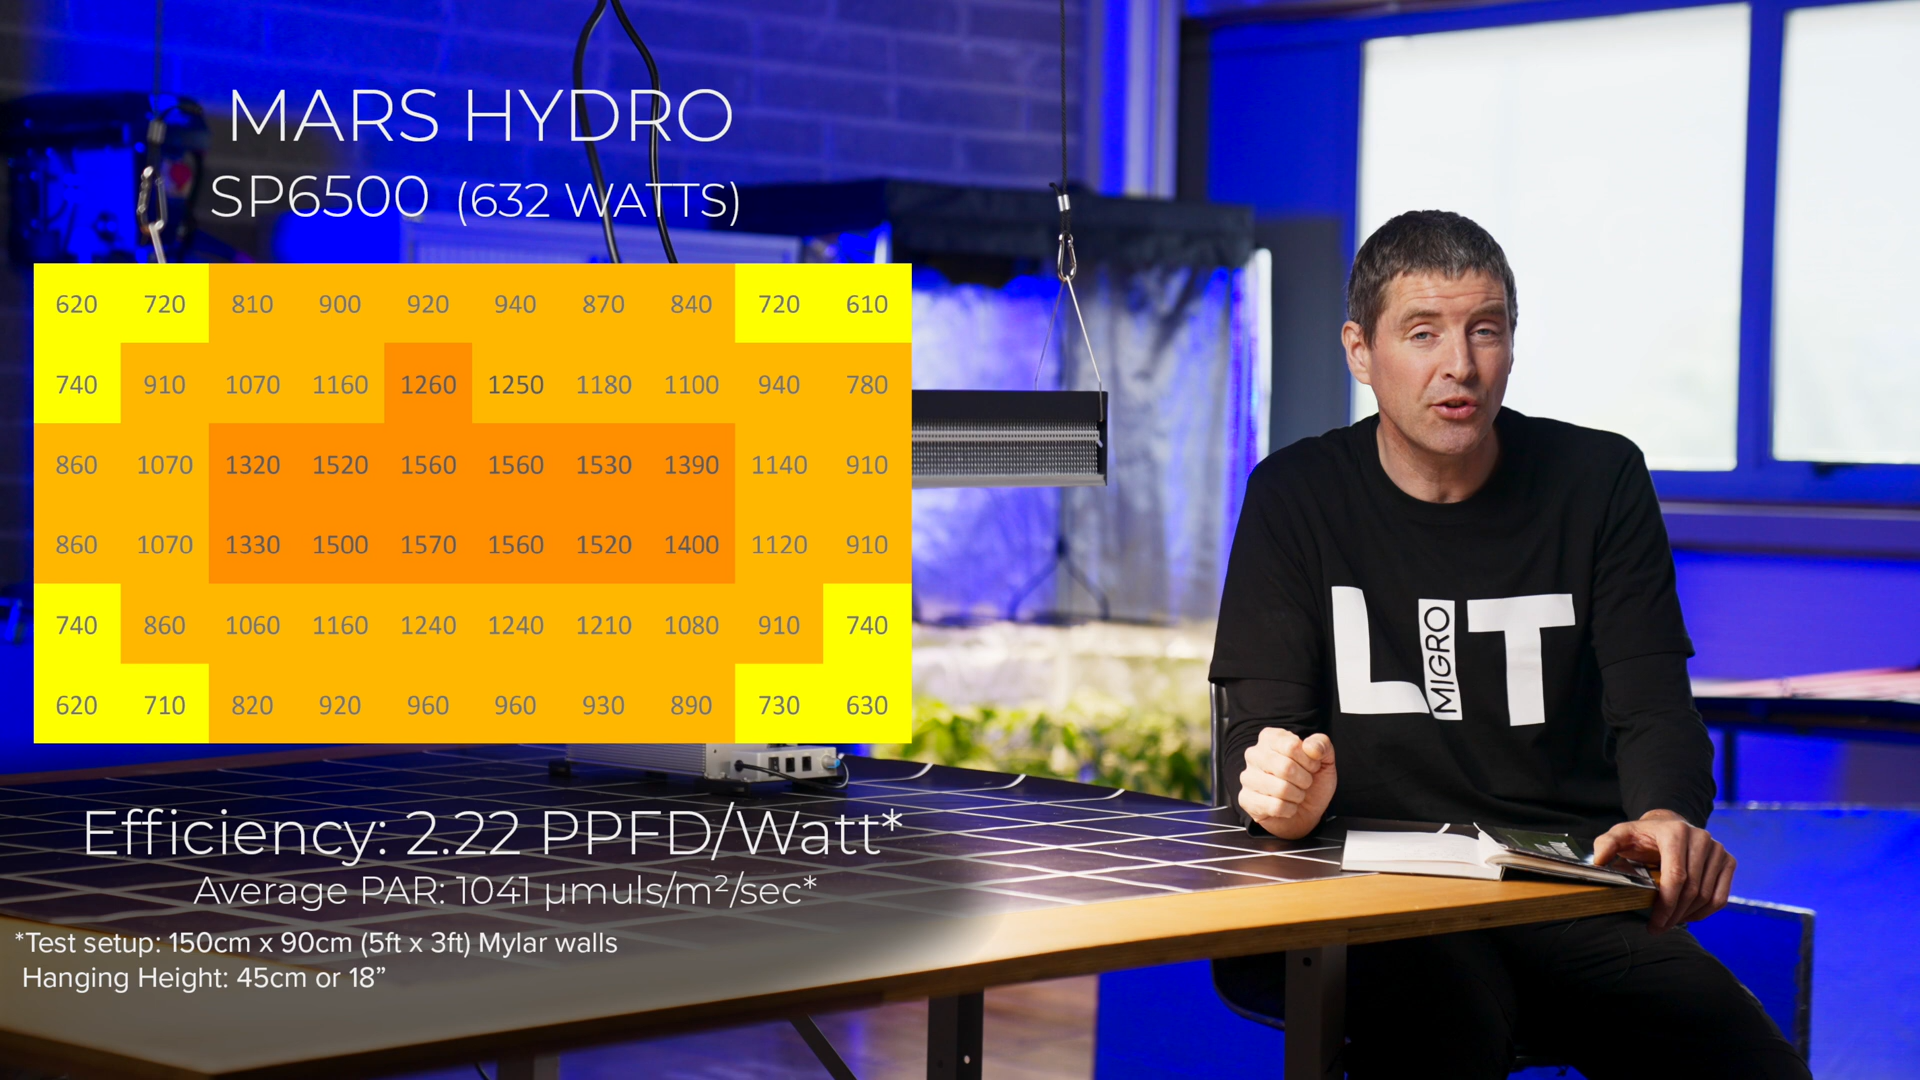 MARS HYDRO
SP6500 (632 WATTS)
620 720 810 900 920 940 870 840 720 610
740 910 1070 1160 1260 1250 1180 1100 940 780
860 1070 1320 1520 1560 1560 1530 1390 1140 910
860 1070 1330 1500 1570 1560 1520 1400 1120 910
740 860 1060 1160 1240 1240 1210 1080 910 740
620 710 820 920 960 960 930 890 730 630
Efficiency: 2.22 PPFD/Watt*
Average PAR: 1041 µmuls/m²/sec*
*Test setup: 150cm x 90cm (5ft x 3ft) Mylar walls
Hanging Height: 45cm or 18”
LIT
MIGRO